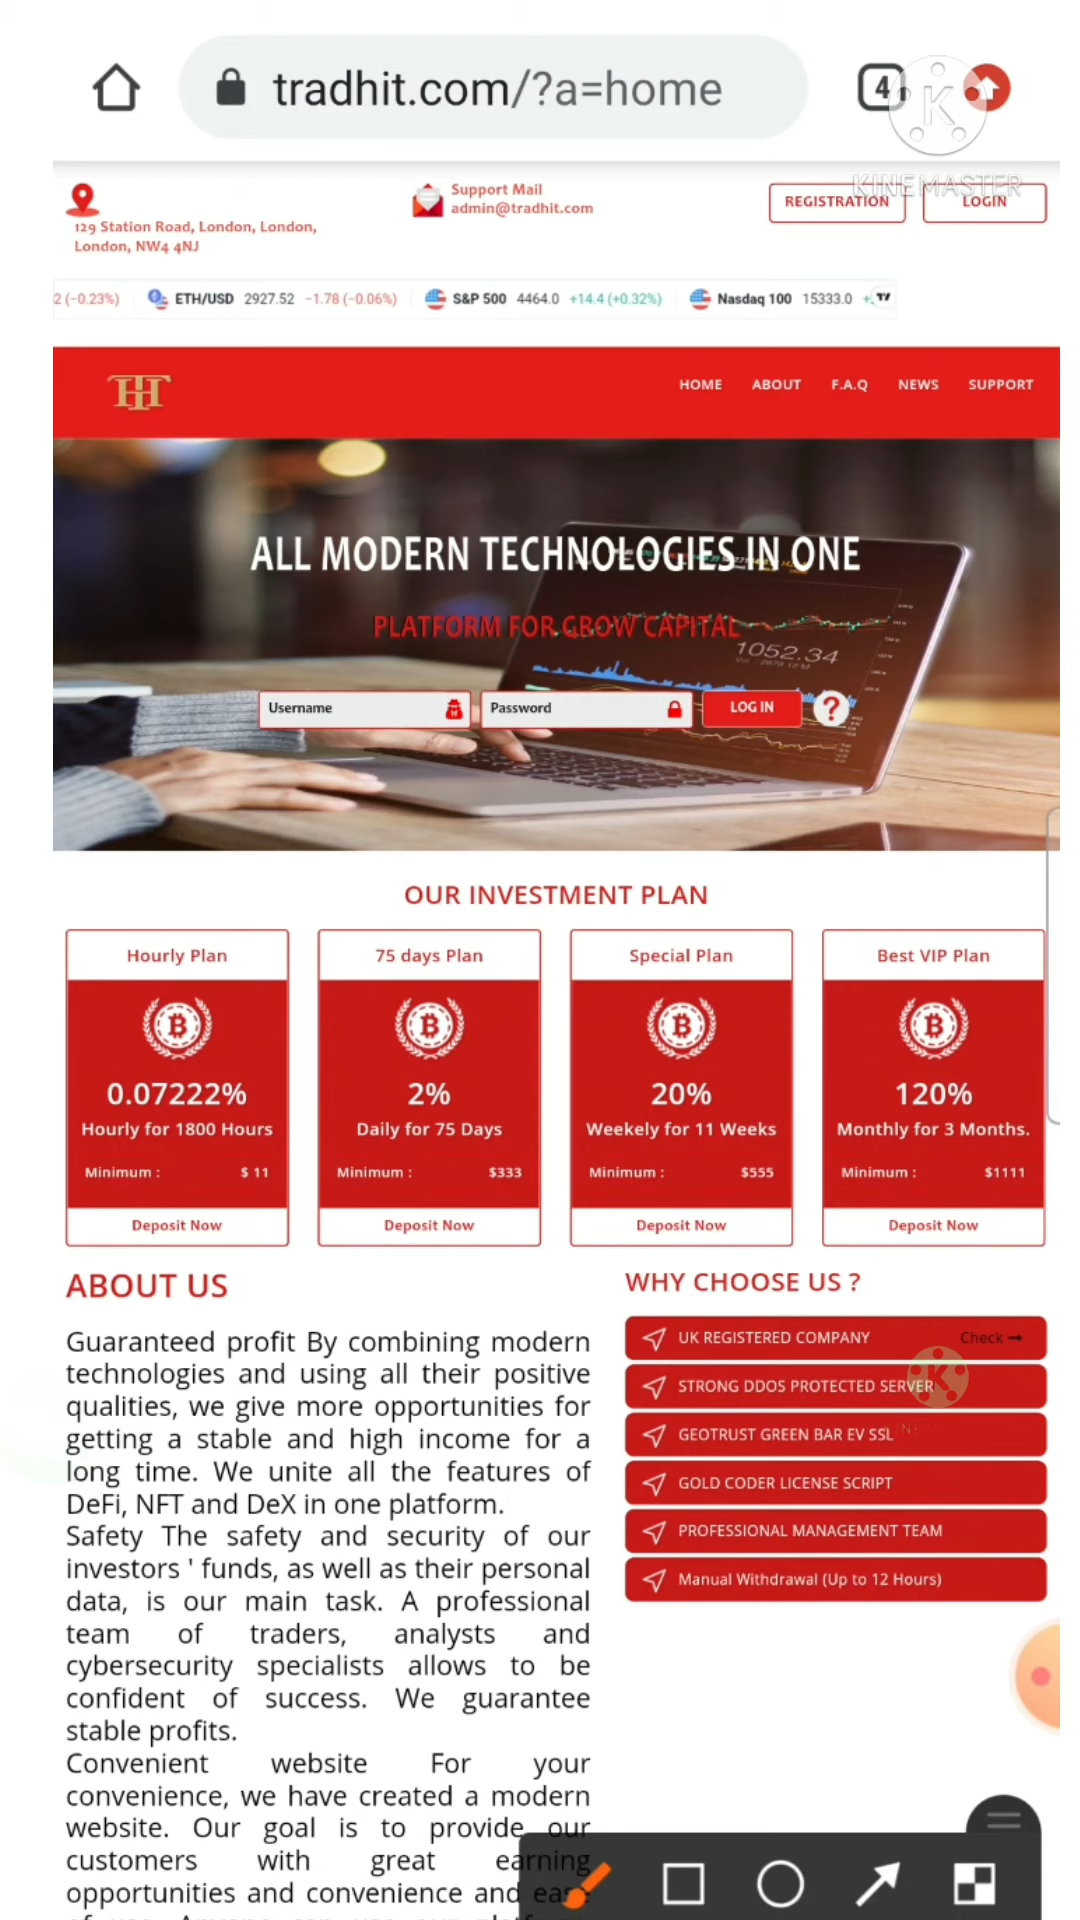 tradhit.com/?a=home
4
KINEMASTER
129 Station Road, London, London,
London, NW4 4NJ
Support Mail
admin@tradhit.com
REGISTRATION
LOGIN
2 (−0.23%) ETH/USD 2927.52 −1.78 (−0.06%) S&P 500 4464.0 +14.4 (+0.32%) Nasdaq 100 15333.0
HOME ABOUT F.A.Q NEWS SUPPORT
ALL MODERN TECHNOLOGIES IN ONE
PLATFORM FOR GROW CAPITAL
1052.34
Username
Password
LOG IN
?
OUR INVESTMENT PLAN
Hourly Plan
0.07222%
Hourly for 1800 Hours
Minimum : $ 11
Deposit Now
75 days Plan
2%
Daily for 75 Days
Minimum : $333
Deposit Now
Special Plan
20%
Weekely for 11 Weeks
Minimum : $555
Deposit Now
Best VIP Plan
120%
Monthly for 3 Months.
Minimum : $1111
Deposit Now
ABOUT US
Guaranteed profit By combining modern
technologies and using all their positive
qualities, we give more opportunities for
getting a stable and high income for a
long time. We unite all the features of
DeFi, NFT and DeX in one platform.
Safety The safety and security of our
investors ' funds, as well as their personal
data, is our main task. A professional
team of traders, analysts and
cybersecurity specialists allows to be
confident of success. We guarantee
stable profits.
Convenient website For your
convenience, we have created a modern
website. Our goal is to provide our
customers with great earning
opportunities and convenience and ease
WHY CHOOSE US ?
UK REGISTERED COMPANY Check
STRONG DDOS PROTECTED SERVER
GEOTRUST GREEN BAR EV SSL
GOLD CODER LICENSE SCRIPT
PROFESSIONAL MANAGEMENT TEAM
Manual Withdrawal (Up to 12 Hours)